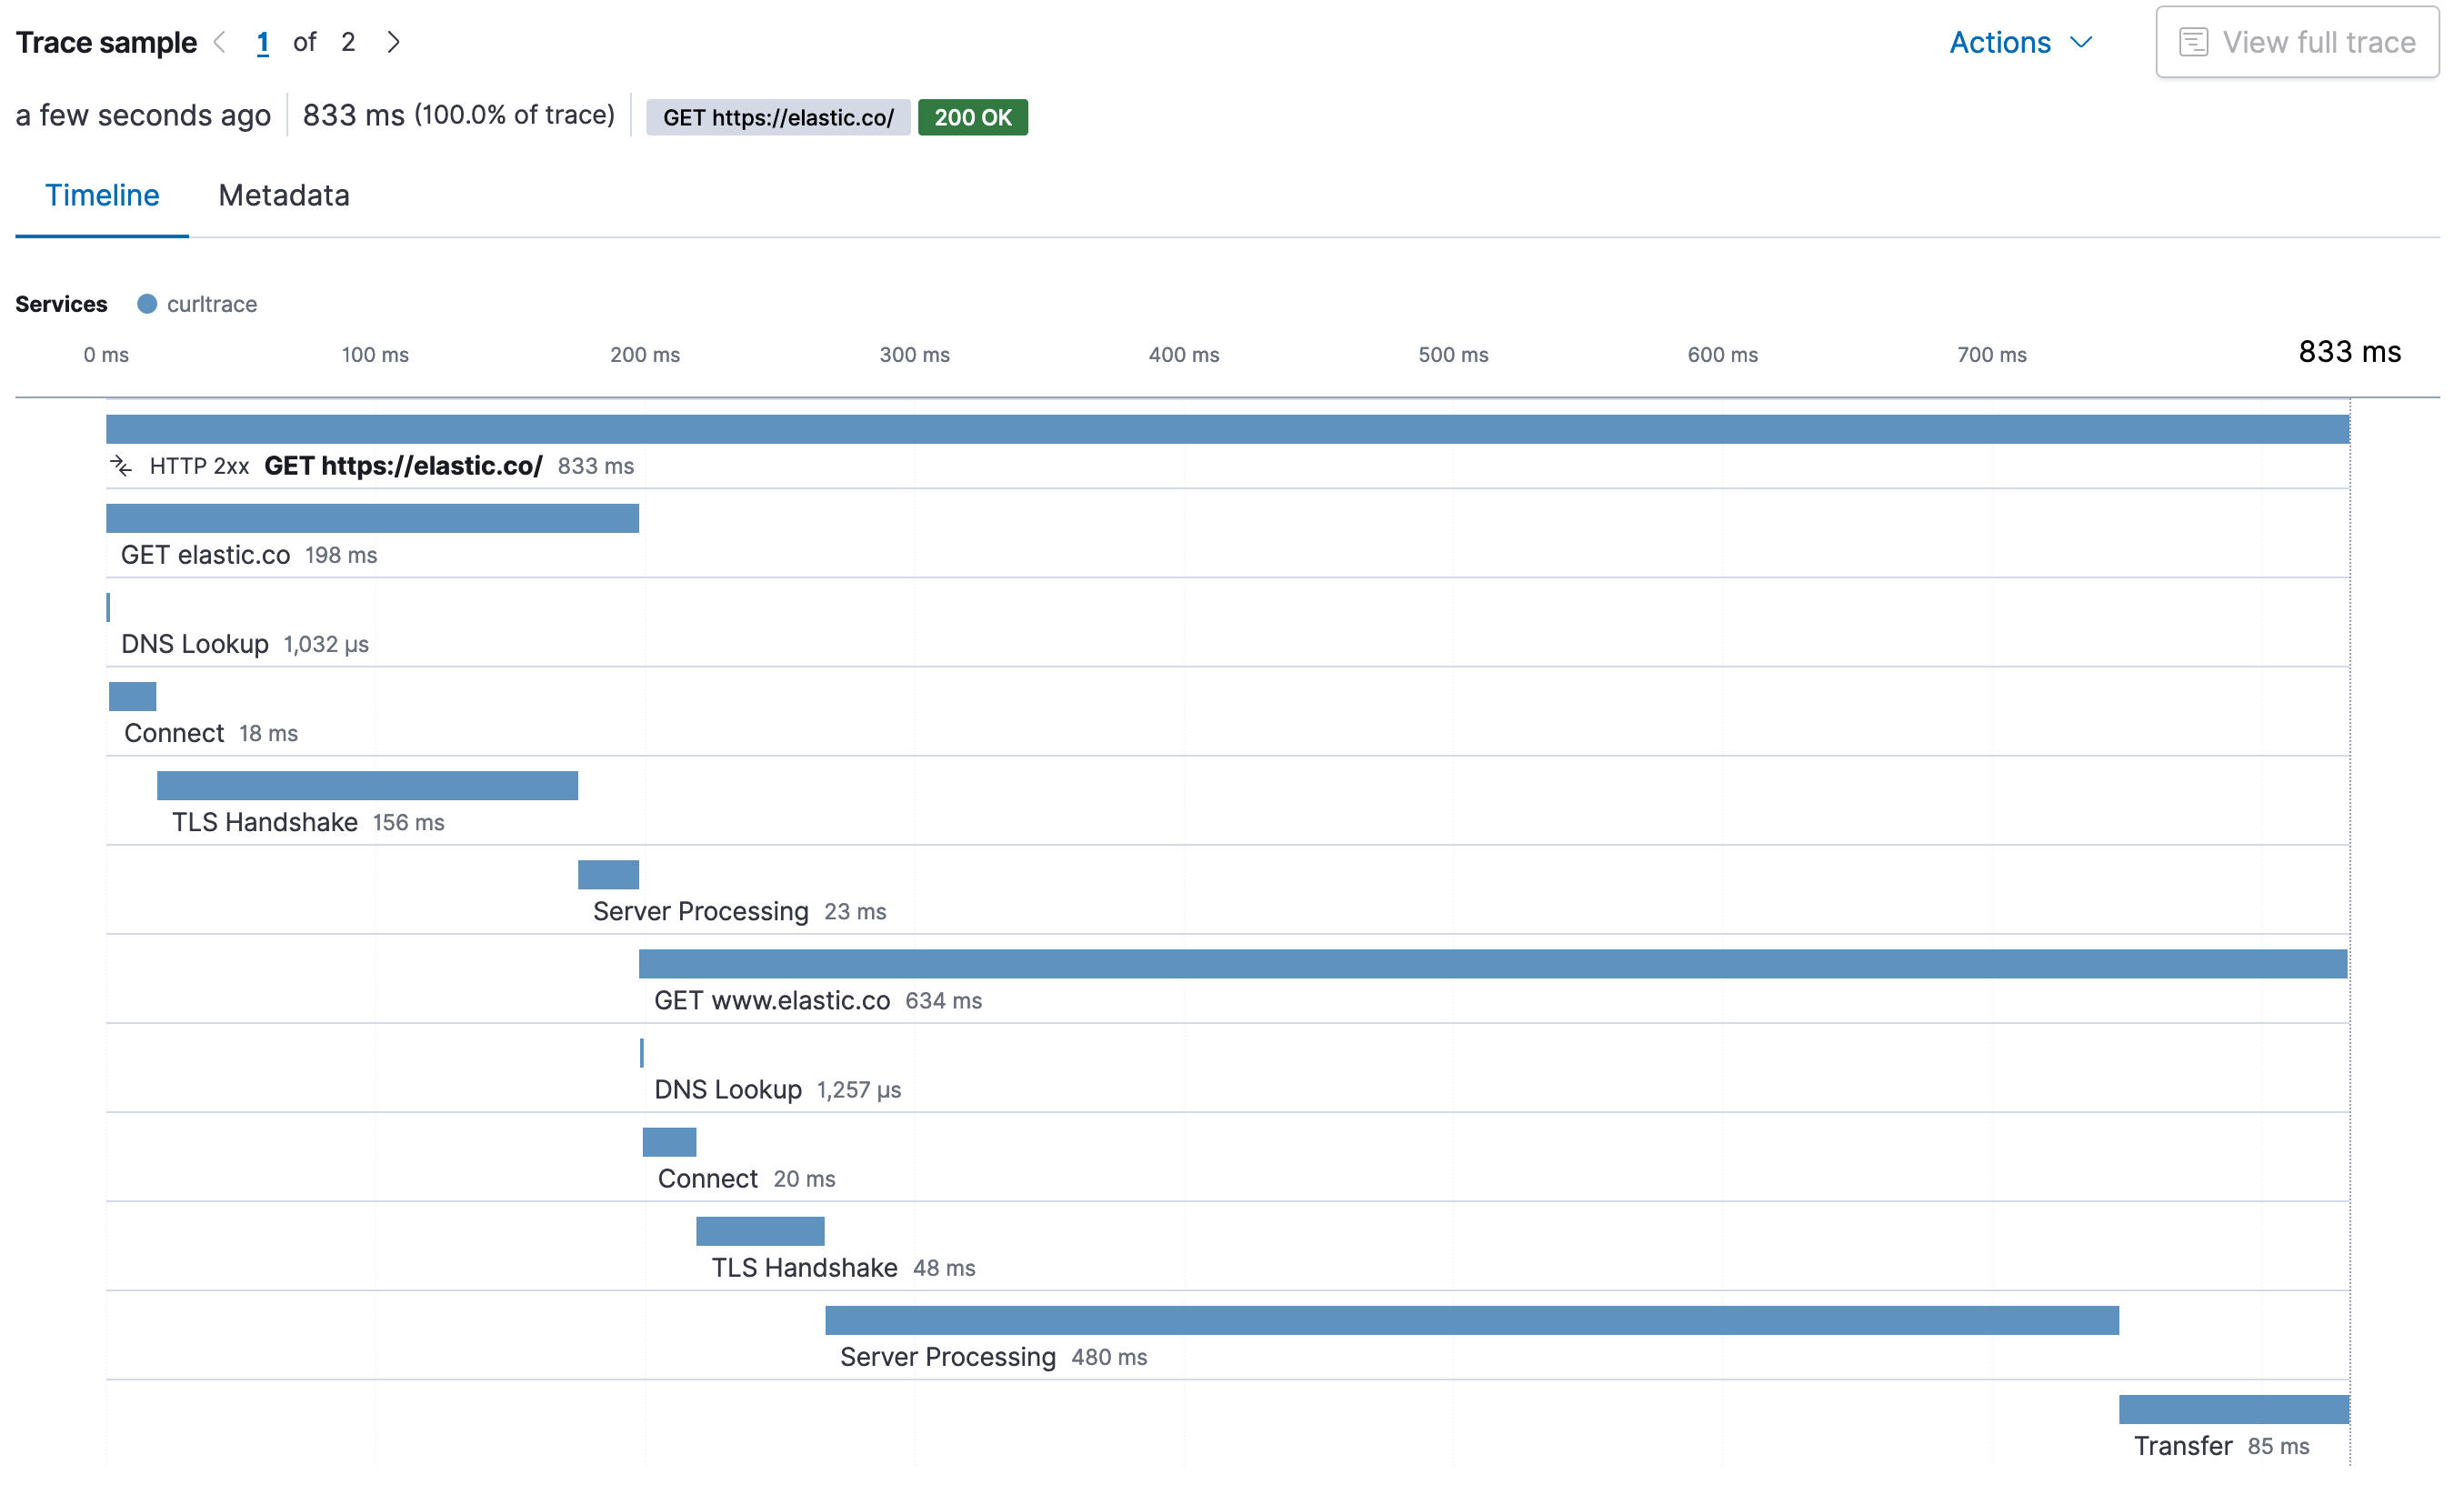 Trace sample 1 of 2 Actions View full trace
a few seconds ago 833 ms (100.0% of trace) GET https://elastic.co/ 200 OK
Timeline Metadata
Services curltrace
0 ms 100 ms 200 ms 300 ms 400 ms 500 ms 600 ms 700 ms 833 ms
HTTP 2xx GET https://elastic.co/ 833 ms
GET elastic.co 198 ms
DNS Lookup 1,032 μs
Connect 18 ms
TLS Handshake 156 ms
Server Processing 23 ms
GET www.elastic.co 634 ms
DNS Lookup 1,257 μs
Connect 20 ms
TLS Handshake 48 ms
Server Processing 480 ms
Transfer 85 ms